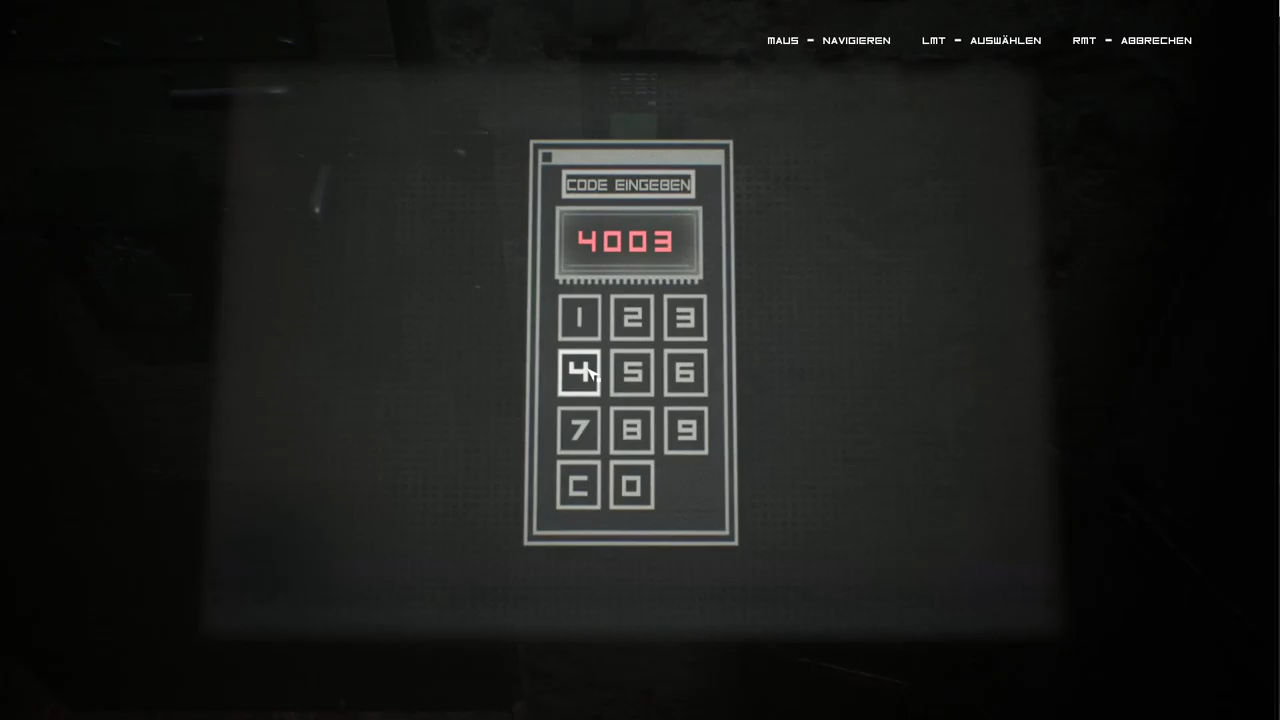 MAUS - NAVIGIEREN LMT - AUSWÄHLEN RMT - ABBRECHEN
CODE EINGEBEN
4003
1 2 3
4 5 6
7 8 9
C 0